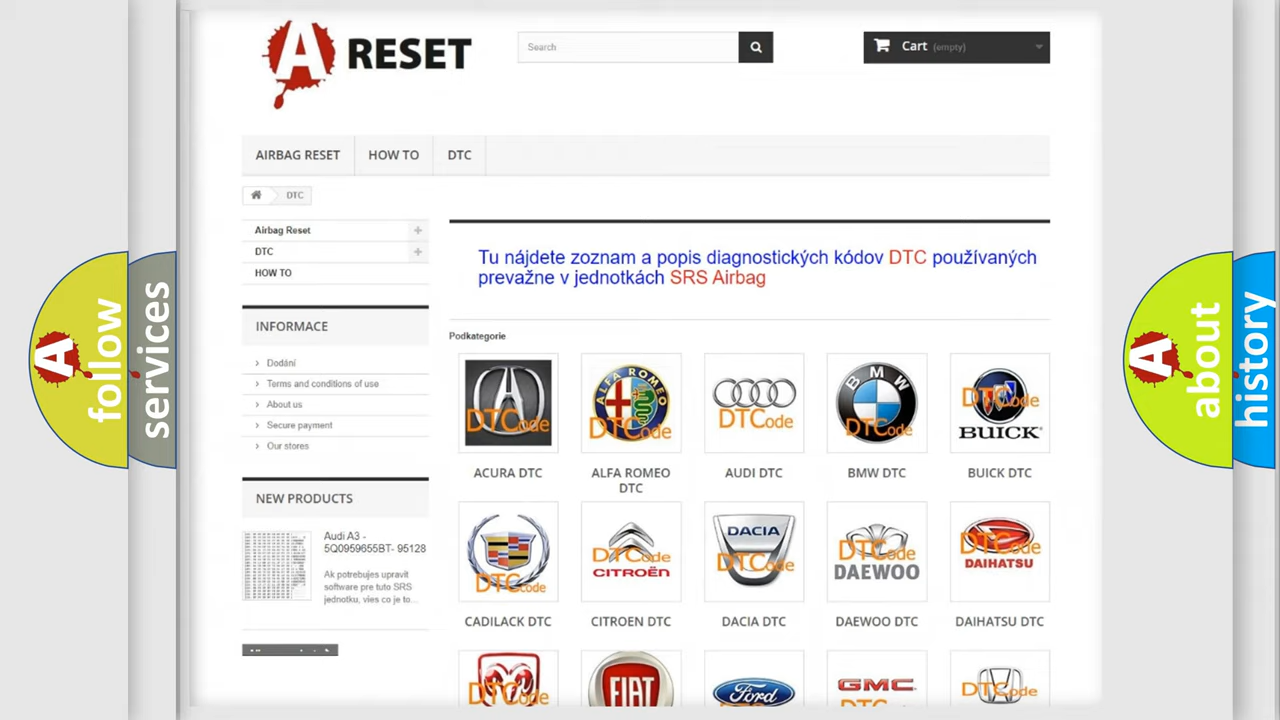 A RESET
Search
Cart (empty)
AIRBAG RESET
HOW TO
DTC
DTC
Airbag Reset
DTC
HOW TO
Tu nájdete zoznam a popis diagnostických kódov DTC používaných
prevažne v jednotkách SRS Airbag
INFORMACE
Dodání
Terms and conditions of use
About us
Secure payment
Our stores
NEW PRODUCTS
Audi A3 -
5Q0959655BT- 95128
Ak potrebujes upravit
software pre tuto SRS
jednotku, vies co je to...
Podkategorie
DTCode
ALFA ROMEO
DTCode
DTCode
BMW
DTCode
DTCode
BUICK
ACURA DTC
ALFA ROMEO
DTC
AUDI DTC
BMW DTC
BUICK DTC
DTCode
DTCode
CITROËN
DACIA
DTCode
DTCode
DAEWOO
DTCode
DAIHATSU
CADILACK DTC
CITROEN DTC
DACIA DTC
DAEWOO DTC
DAIHATSU DTC
DTCode
FIAT
Ford
GMC
DTCode
A follow
services
A about
history